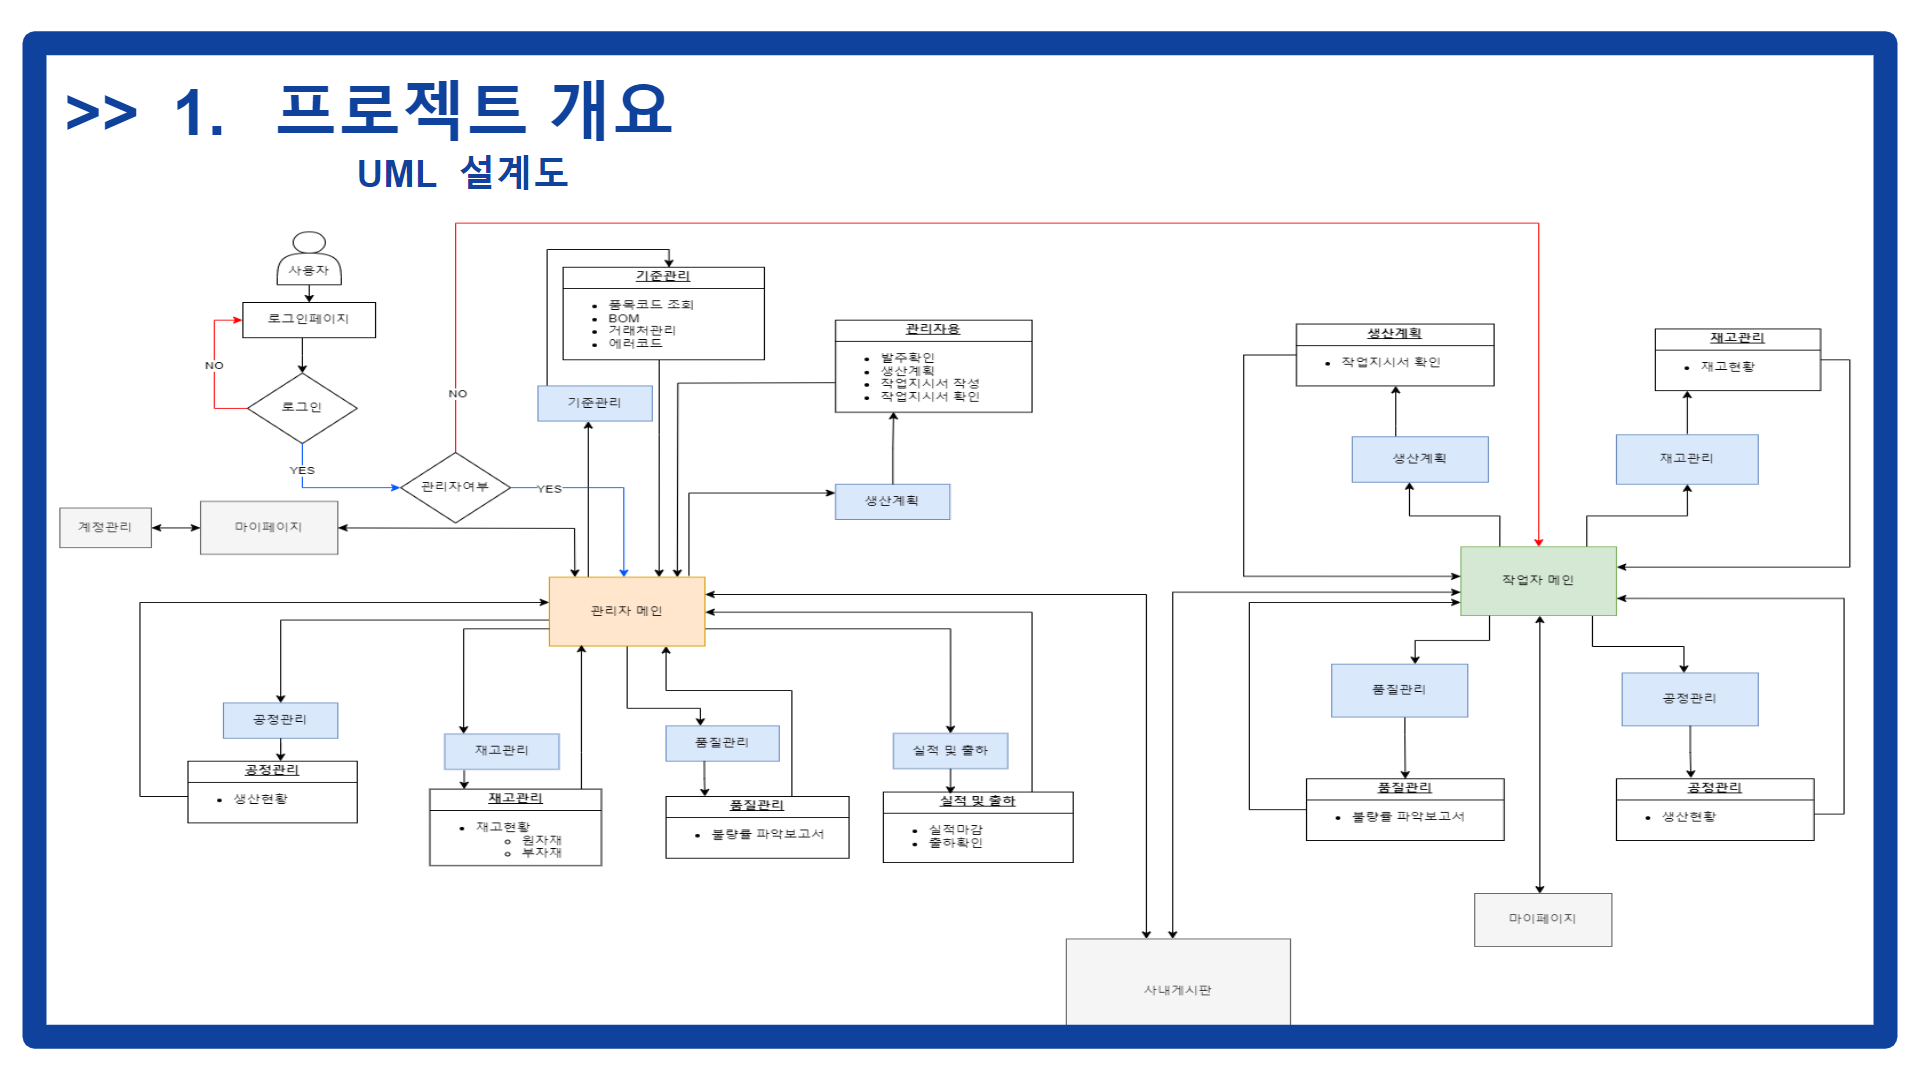 >> 1. 프로젝트 개요
UML 설계도
사용자
로그인페이지
NO
로그인
YES
관리자여부
NO
YES
계정관리
마이페이지
기준관리
품목코드 조회
BOM
거래처관리
에러코드
기준관리
관리자용
발주확인
생산계획
작업지시서 작성
작업지시서 확인
생산계획
관리자 메인
공정관리
공정관리
생산현황
재고관리
재고관리
재고현황
원자재
부자재
품질관리
품질관리
불량률 파악보고서
실적 및 출하
실적 및 출하
실적마감
출하확인
생산계획
작업지시서 확인
생산계획
재고관리
재고현황
재고관리
작업자 메인
품질관리
품질관리
불량률 파악보고서
공정관리
공정관리
생산현황
마이페이지
사내게시판